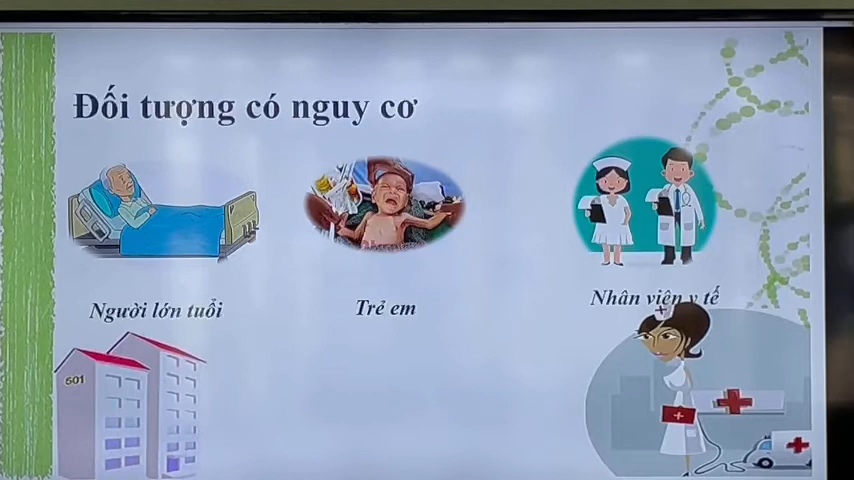 Đối tượng có nguy cơ
Người lớn tuổi
Trẻ em
Nhân viên y tế
501